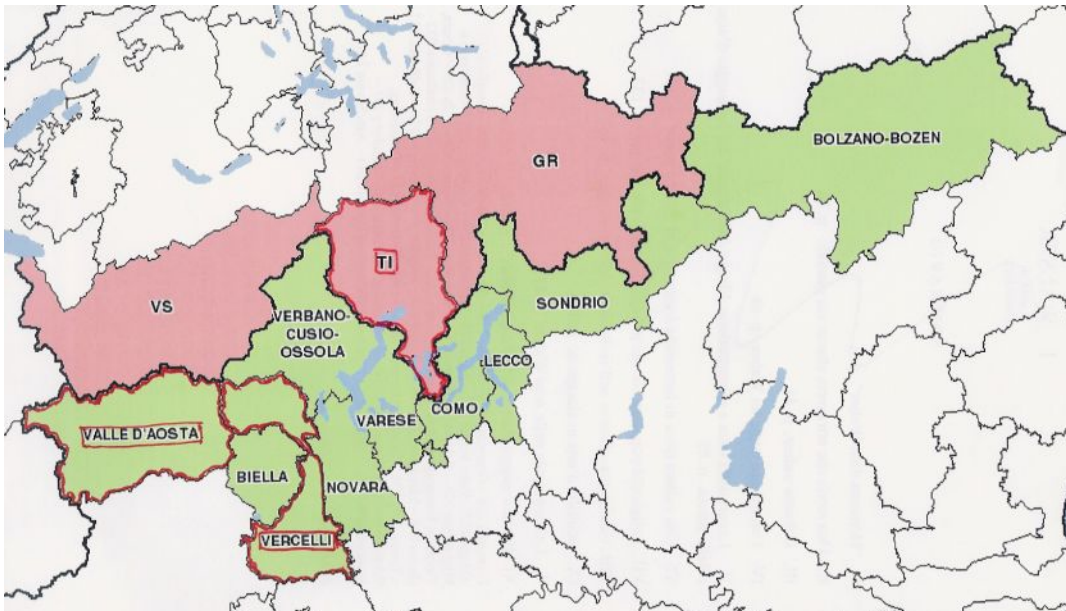 BOLZANO-BOZEN
GR
TI
VS
SONDRIO
VERBANO-
CUSIO-
OSSOLA
LECCO
COMO
VARESE
VALLE D'AOSTA
BIELLA
NOVARA
VERCELLI